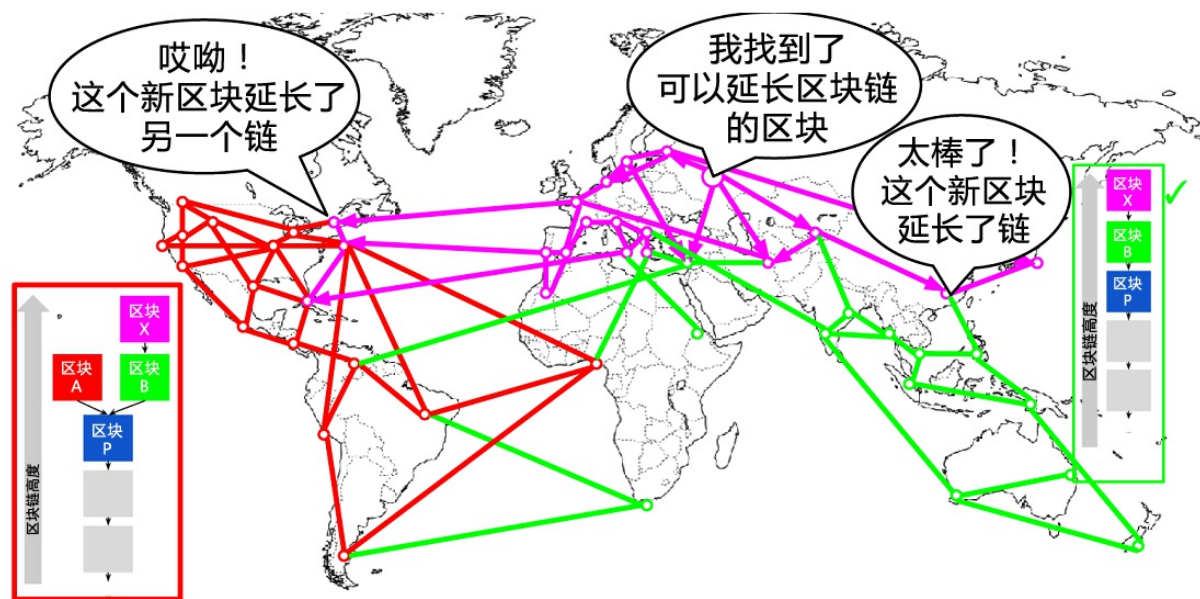 哎呦！
这个新区块延长了
另一个链
我找到了
可以延长区块链
的区块
太棒了！
这个新区块
延长了链
区块
X
区块
A
区块
B
区块
P
区块链高度
区块
X
区块
B
区块
P
区块链高度